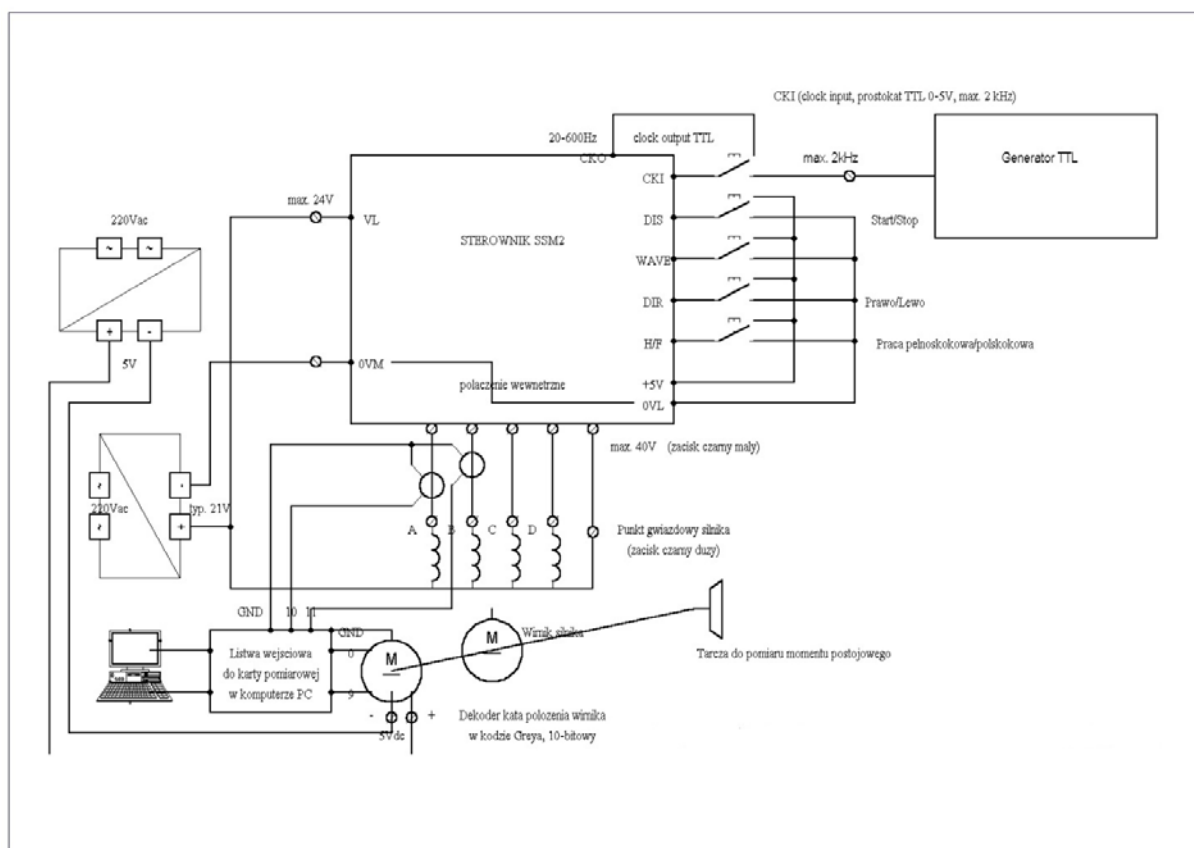 CKI (clock input, prostokat TTL 0-5V, max. 2 kHz)
20-600Hz
clock output TTL
CKO
CKI
max. 2kHz
Generator TTL
max. 24V
220Vac
VL
DIS
Start/Stop
STEROWNIK SSM2
WAVE
DIR
Prawo/Lewo
+ -
H/F
Praca pelnoskokowa/polskokowa
5V
0VM
polaczenie wewnetrzne
+5V
0VL
max. 40V (zacisk czarny maly)
-
220Vac
typ. 21V
+
A B C D
Punkt gwiazdowy silnika
(zacisk czarny duzy)
GND 10 11
GND
M
Wirnik silnika
Listwa wejsciowa
do karty pomiarowej
w komputerze PC
0
M
9
Tarcza do pomiaru momentu postojowego
- +
5Vdc
Dekoder kata polozenia wirnika
w kodzie Greya, 10-bitowy